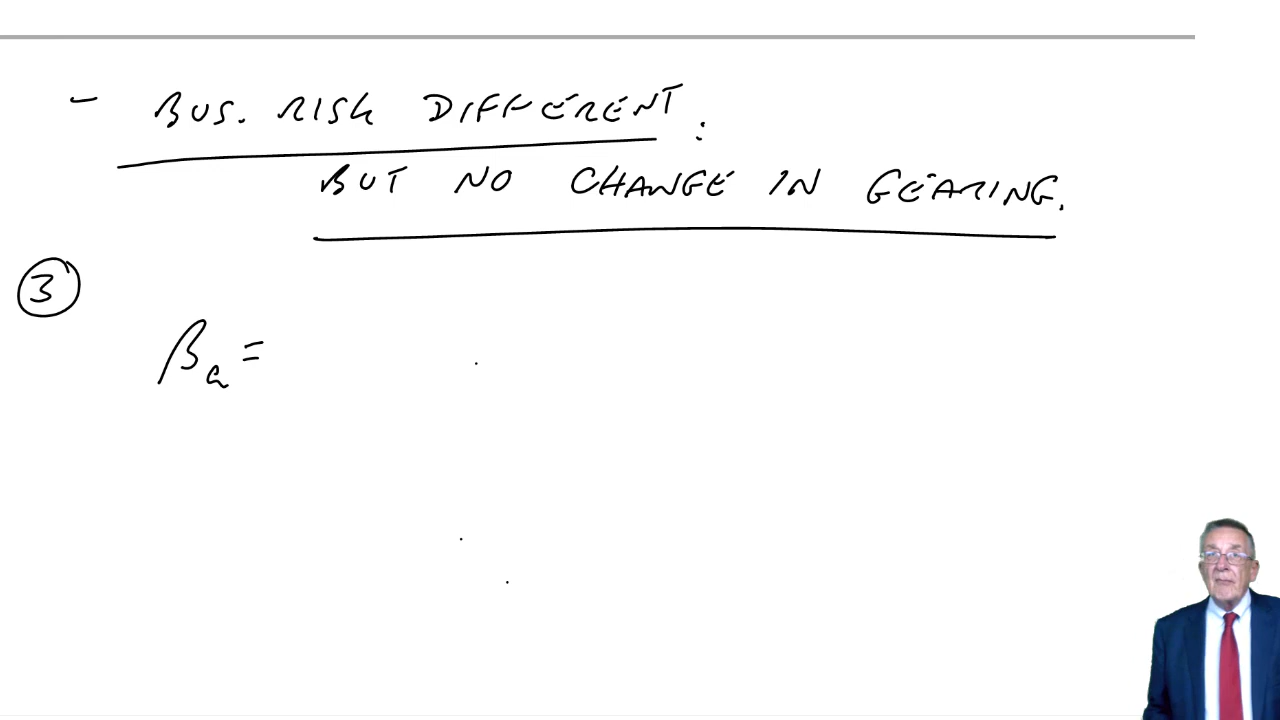 - BUS. RISK DIFFERENT:
BUT NO CHANGE IN GEARING.
3
βa =